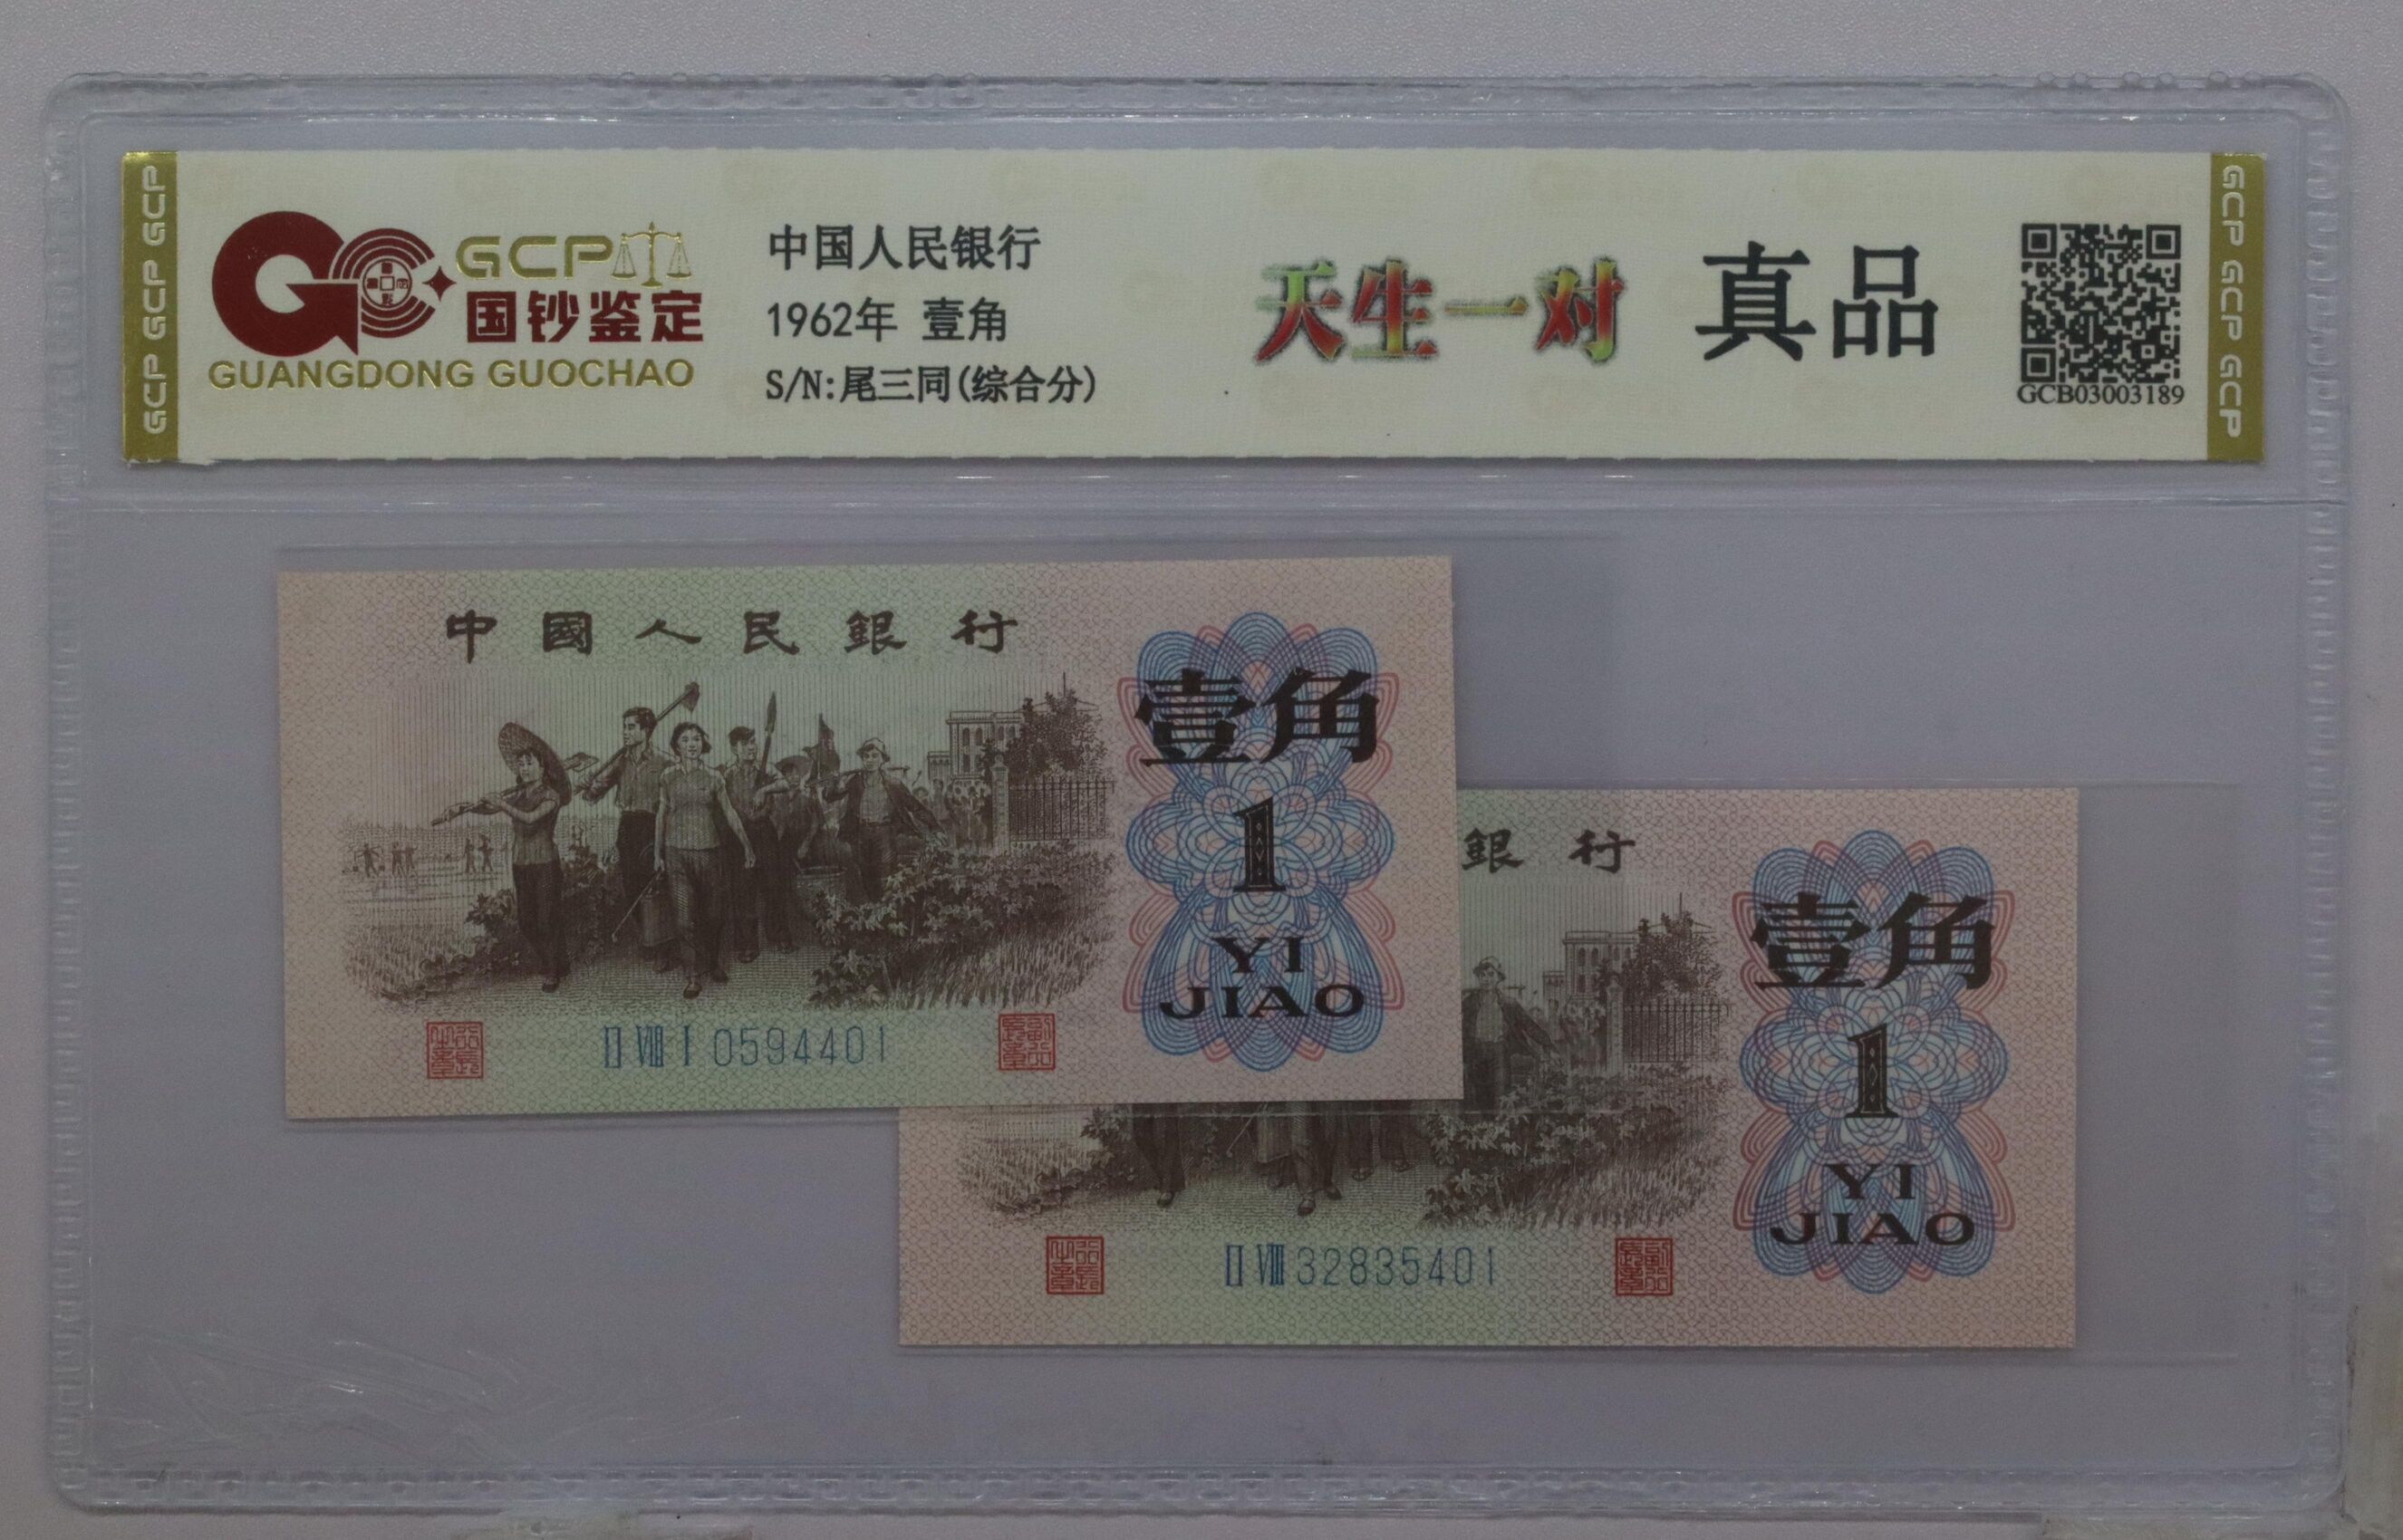 GCP GCP GCP
GCP
国钞鉴定
GUANGDONG GUOCHAO
中国人民银行
1962年 壹角
S/N:尾三同(综合分)
天生一对
真品
GCB03003189
GCP GCP GCP
中國人民銀行
壹角
1
YI
JIAO
II VIII I 0594401
銀行
壹角
1
YI
JIAO
II VIII 32835401